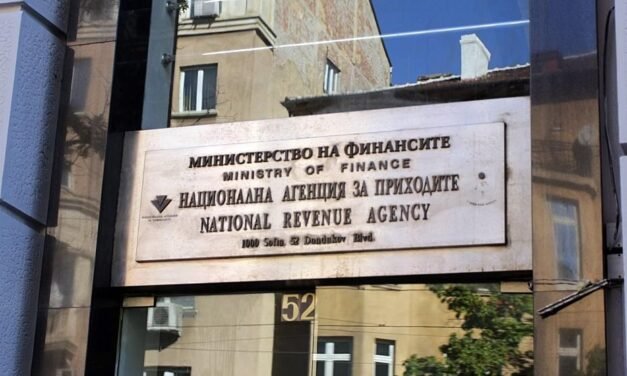 МИНИСТЕРСТВО НА ФИНАНСИТЕ
MINISTRY OF FINANCE
НАЦИОНАЛНА АГЕНЦИЯ ЗА ПРИХОДИТЕ
NATIONAL REVENUE AGENCY
1000 Sofia, 52 Dondukov Blvd.
52